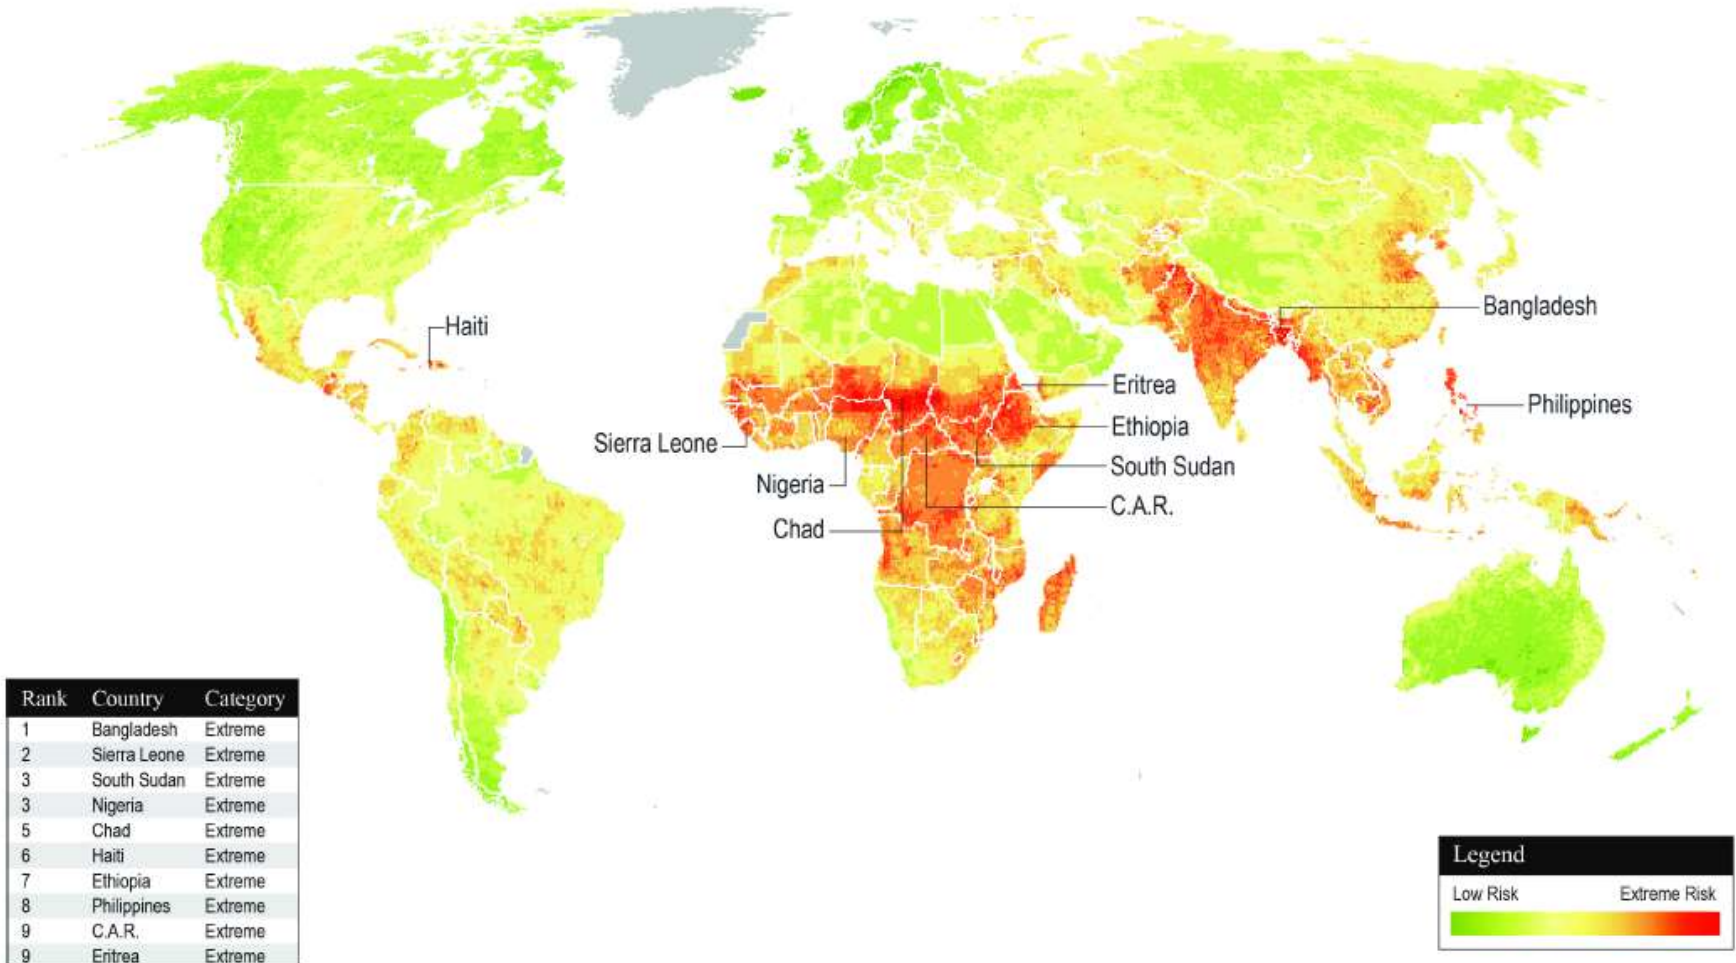 Haiti
Bangladesh
Eritrea
Philippines
Ethiopia
Sierra Leone
South Sudan
Nigeria
C.A.R.
Chad
Rank Country Category
1 Bangladesh Extreme
2 Sierra Leone Extreme
3 South Sudan Extreme
3 Nigeria Extreme
5 Chad Extreme
6 Haiti Extreme
7 Ethiopia Extreme
8 Philippines Extreme
9 C.A.R. Extreme
9 Eritrea Extreme
Legend
Low Risk Extreme Risk